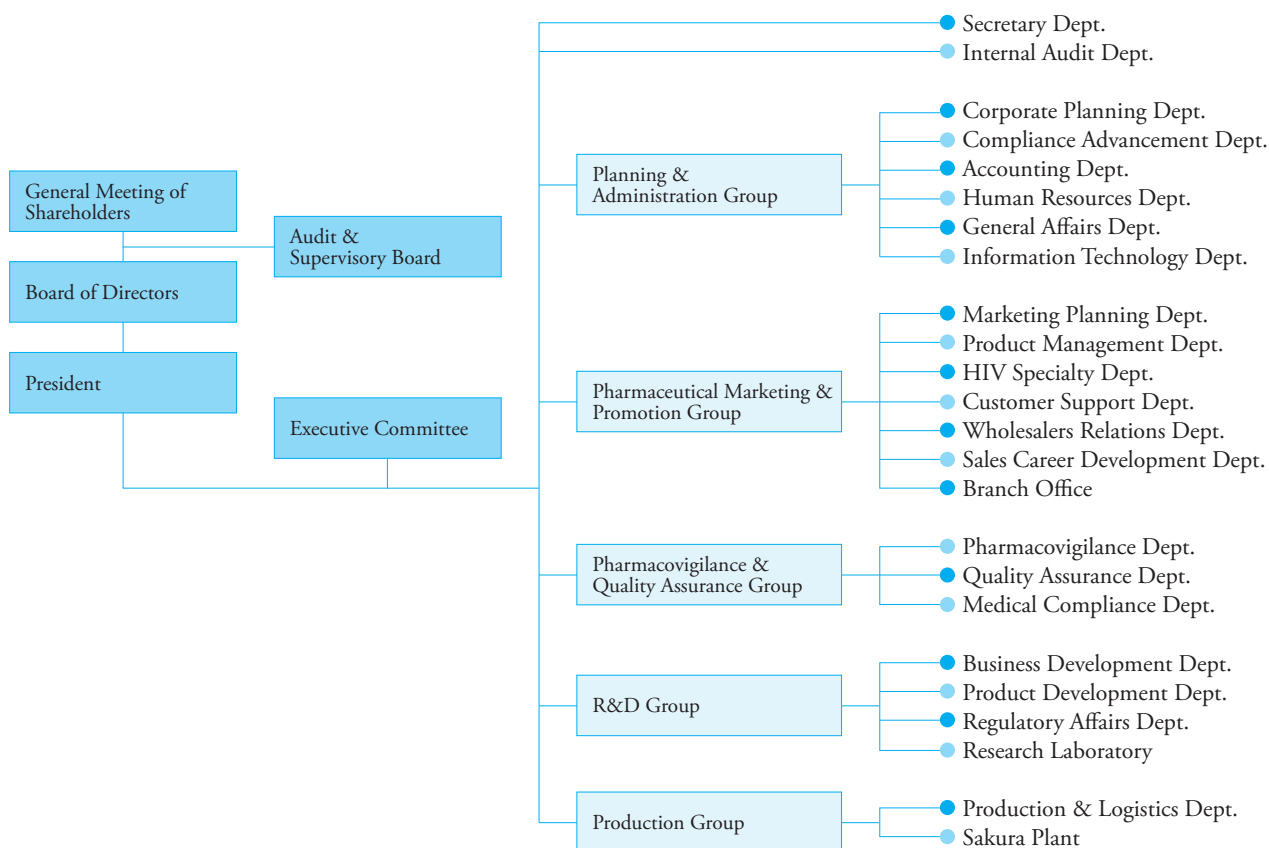 General Meeting of
Shareholders
Audit &
Supervisory Board
Board of Directors
President
Executive Committee
Secretary Dept.
Internal Audit Dept.
Planning &
Administration Group
Corporate Planning Dept.
Compliance Advancement Dept.
Accounting Dept.
Human Resources Dept.
General Affairs Dept.
Information Technology Dept.
Pharmaceutical Marketing &
Promotion Group
Marketing Planning Dept.
Product Management Dept.
HIV Specialty Dept.
Customer Support Dept.
Wholesalers Relations Dept.
Sales Career Development Dept.
Branch Office
Pharmacovigilance &
Quality Assurance Group
Pharmacovigilance Dept.
Quality Assurance Dept.
Medical Compliance Dept.
R&D Group
Business Development Dept.
Product Development Dept.
Regulatory Affairs Dept.
Research Laboratory
Production Group
Production & Logistics Dept.
Sakura Plant